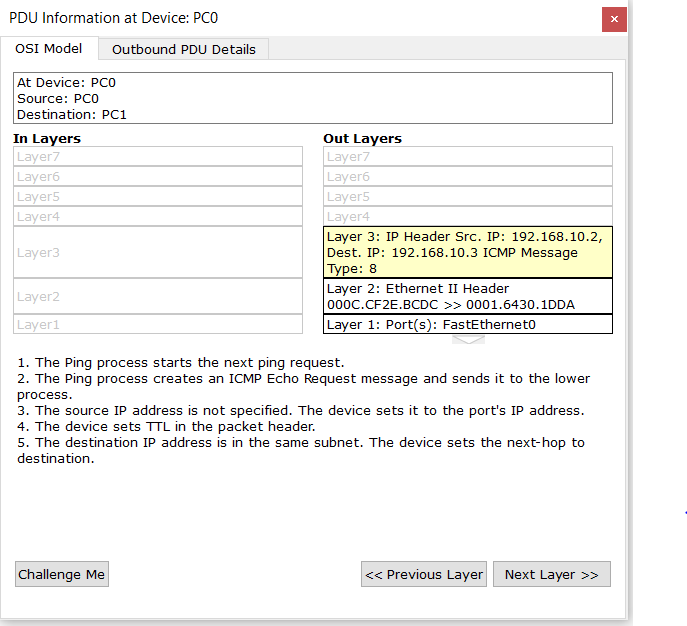 PDU Information at Device: PC0
×
OSI Model
Outbound PDU Details
At Device: PC0
Source: PC0
Destination: PC1
In Layers
Layer7
Layer6
Layer5
Layer4
Layer3
Layer2
Layer1
Out Layers
Layer7
Layer6
Layer5
Layer4
Layer 3: IP Header Src. IP: 192.168.10.2,
Dest. IP: 192.168.10.3 ICMP Message
Type: 8
Layer 2: Ethernet II Header
000C.CF2E.BCDC >> 0001.6430.1DDA
Layer 1: Port(s): FastEthernet0
1. The Ping process starts the next ping request.
2. The Ping process creates an ICMP Echo Request message and sends it to the lower
process.
3. The source IP address is not specified. The device sets it to the port's IP address.
4. The device sets TTL in the packet header.
5. The destination IP address is in the same subnet. The device sets the next-hop to
destination.
Challenge Me
<< Previous Layer
Next Layer >>